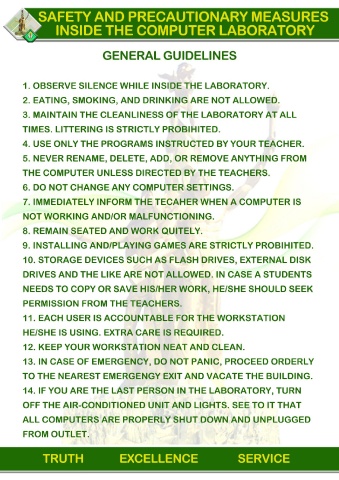 SAFETY AND PRECAUTIONARY MEASURES
INSIDE THE COMPUTER LABORATORY
GENERAL GUIDELINES
1. OBSERVE SILENCE WHILE INSIDE THE LABORATORY.
2. EATING, SMOKING, AND DRINKING ARE NOT ALLOWED.
3. MAINTAIN THE CLEANLINESS OF THE LABORATORY AT ALL
TIMES. LITTERING IS STRICTLY PROBIHITED.
4. USE ONLY THE PROGRAMS INSTRUCTED BY YOUR TEACHER.
5. NEVER RENAME, DELETE, ADD, OR REMOVE ANYTHING FROM
THE COMPUTER UNLESS DIRECTED BY THE TEACHERS.
6. DO NOT CHANGE ANY COMPUTER SETTINGS.
7. IMMEDIATELY INFORM THE TECAHER WHEN A COMPUTER IS
NOT WORKING AND/OR MALFUNCTIONING.
8. REMAIN SEATED AND WORK QUITELY.
9. INSTALLING AND/PLAYING GAMES ARE STRICTLY PROBIHITED.
10. STORAGE DEVICES SUCH AS FLASH DRIVES, EXTERNAL DISK
DRIVES AND THE LIKE ARE NOT ALLOWED. IN CASE A STUDENTS
NEEDS TO COPY OR SAVE HIS/HER WORK, HE/SHE SHOULD SEEK
PERMISSION FROM THE TEACHERS.
11. EACH USER IS ACCOUNTABLE FOR THE WORKSTATION
HE/SHE IS USING. EXTRA CARE IS REQUIRED.
12. KEEP YOUR WORKSTATION NEAT AND CLEAN.
13. IN CASE OF EMERGENCY, DO NOT PANIC, PROCEED ORDERLY
TO THE NEAREST EMERGENGY EXIT AND VACATE THE BUILDING.
14. IF YOU ARE THE LAST PERSON IN THE LABORATORY, TURN
OFF THE AIR-CONDITIONED UNIT AND LIGHTS. SEE TO IT THAT
ALL COMPUTERS ARE PROPERLY SHUT DOWN AND UNPLUGGED
FROM OUTLET.
TRUTH EXCELLENCE SERVICE